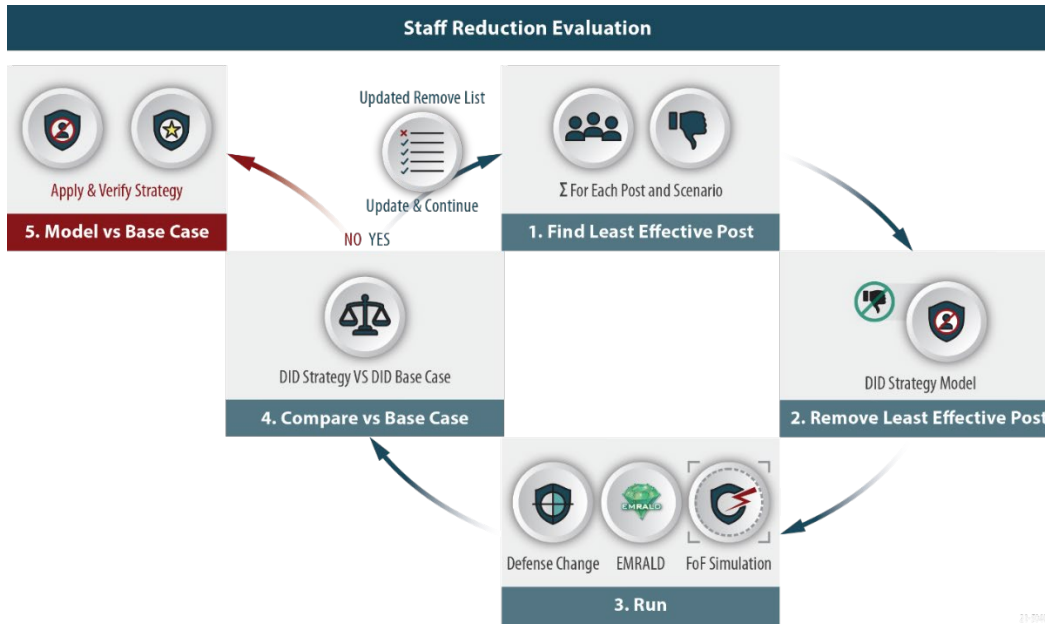 Staff Reduction Evaluation
Updated Remove List
Update & Continue
NO YES
Apply & Verify Strategy
5. Model vs Base Case
Σ For Each Post and Scenario
1. Find Least Effective Post
DID Strategy Model
2. Remove Least Effective Post
DID Strategy VS DID Base Case
4. Compare vs Base Case
EMRALD
Defense Change EMRALD FoF Simulation
3. Run